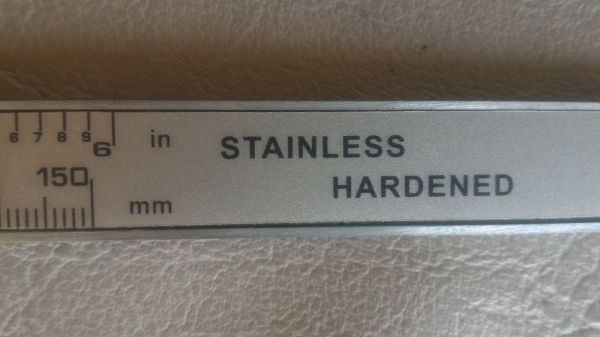 6 7 8 9 6 in
STAINLESS
150
HARDENED
mm